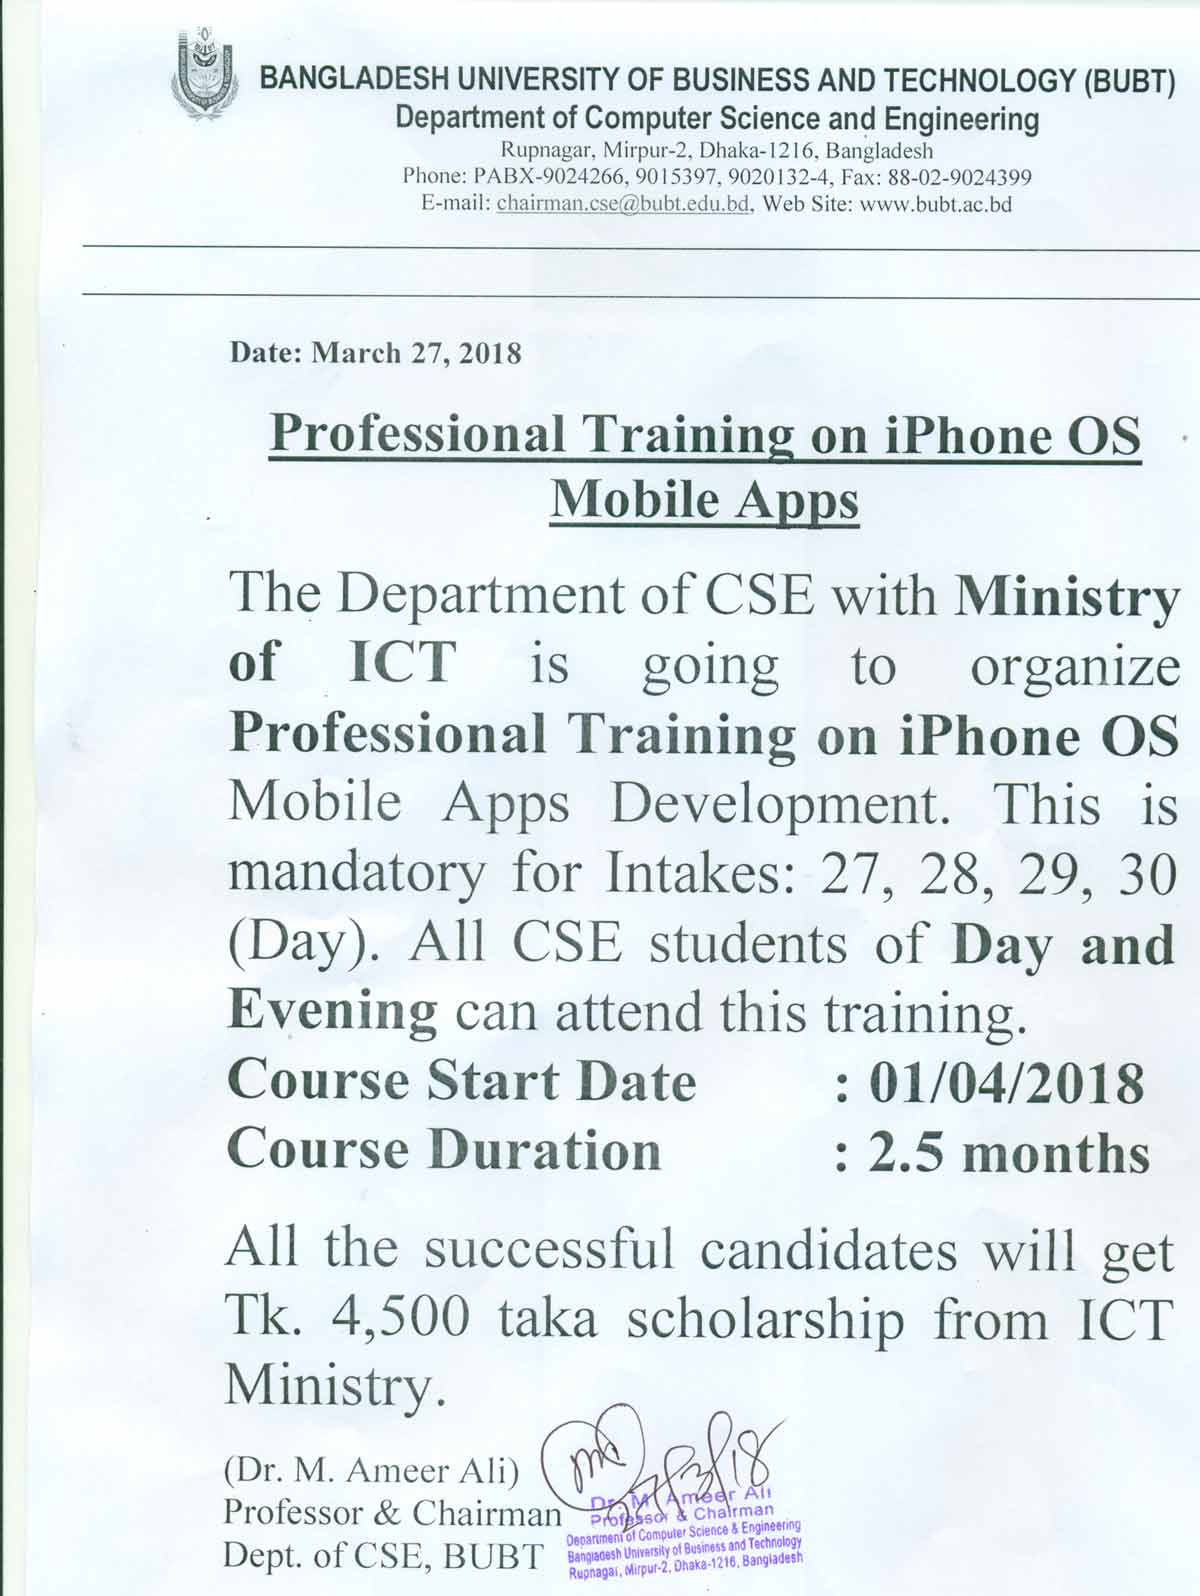 BANGLADESH UNIVERSITY OF BUSINESS AND TECHNOLOGY (BUBT)
Department of Computer Science and Engineering
Rupnagar, Mirpur-2, Dhaka-1216, Bangladesh
Phone: PABX-9024266, 9015397, 9020132-4, Fax: 88-02-9024399
E-mail: chairman.cse@bubt.edu.bd, Web Site: www.bubt.ac.bd
Date: March 27, 2018
Professional Training on iPhone OS
Mobile Apps
The Department of CSE with Ministry
of ICT is going to organize
Professional Training on iPhone OS
Mobile Apps Development. This is
mandatory for Intakes: 27, 28, 29, 30
(Day). All CSE students of Day and
Evening can attend this training.
Course Start Date : 01/04/2018
Course Duration : 2.5 months
All the successful candidates will get
Tk. 4,500 taka scholarship from ICT
Ministry.
(Dr. M. Ameer Ali)
Professor & Chairman
Dept. of CSE, BUBT
27/3/18
Dr. M Ameer Ali
Professor & Chairman
Department of Computer Science & Engineering
Bangladesh University of Business and Technology
Rupnagar, Mirpur-2, Dhaka-1216, Bangladesh